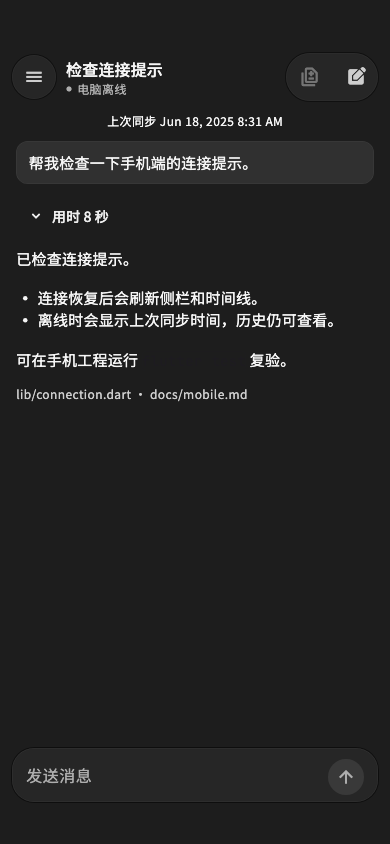 检查连接提示
电脑离线
上次同步 Jun 18, 2025 8:31 AM
帮我检查一下手机端的连接提示。
用时 8 秒
已检查连接提示。
• 连接恢复后会刷新侧栏和时间线。
• 离线时会显示上次同步时间，历史仍可查看。
可在手机工程运行 复验。
lib/connection.dart • docs/mobile.md
发送消息